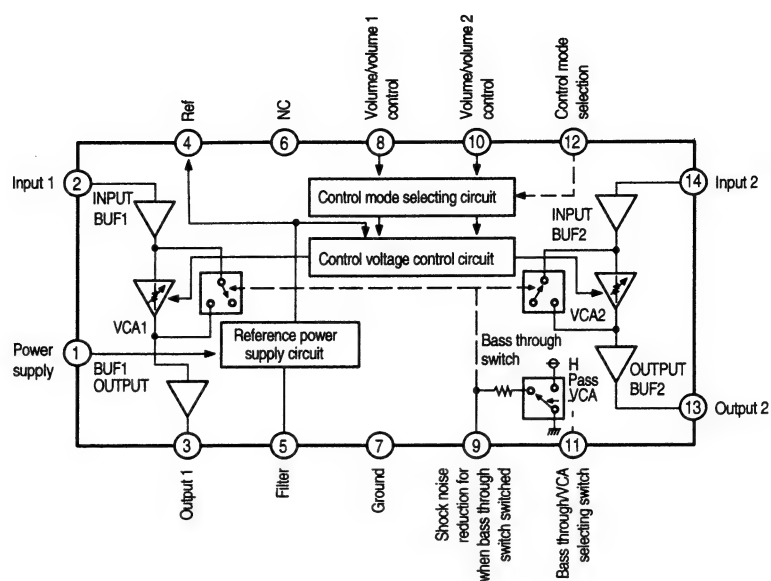 Volume/volume 1
control
Volume/volume 2
control
Control mode
selection
Ref
NC
4
6
8
10
12
Input 1
2
14
Input 2
INPUT
BUF1
Control mode selecting circuit
INPUT
BUF2
Control voltage control circuit
VCA1
VCA2
Power
supply
1
Reference power
supply circuit
Bass through
switch
BUF1
OUTPUT
H
Pass
VCA
OUTPUT
BUF2
13
Output 2
3
5
7
9
11
Output 1
Filter
Ground
Shock noise
reduction for
when bass through
switch switched
Bass through/VCA
selecting switch